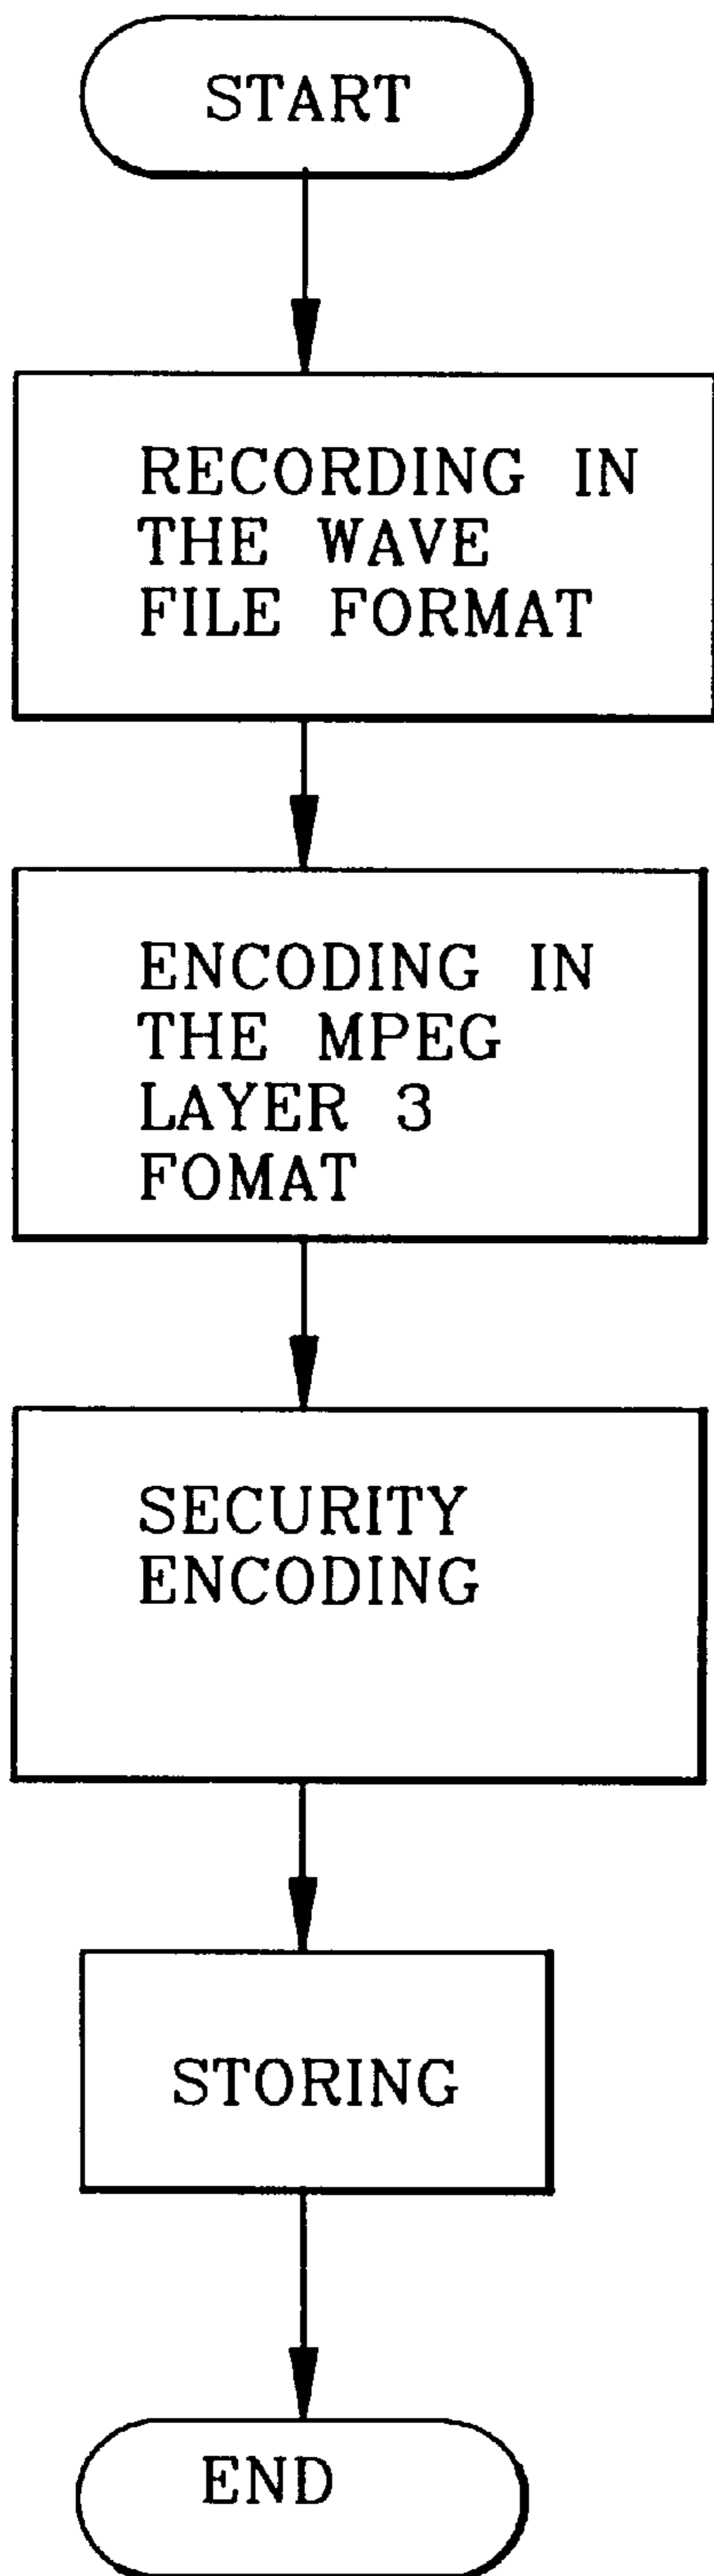 START
RECORDING IN
THE WAVE
FILE FORMAT
ENCODING IN
THE MPEG
LAYER 3
FOMAT
SECURITY
ENCODING
STORING
END